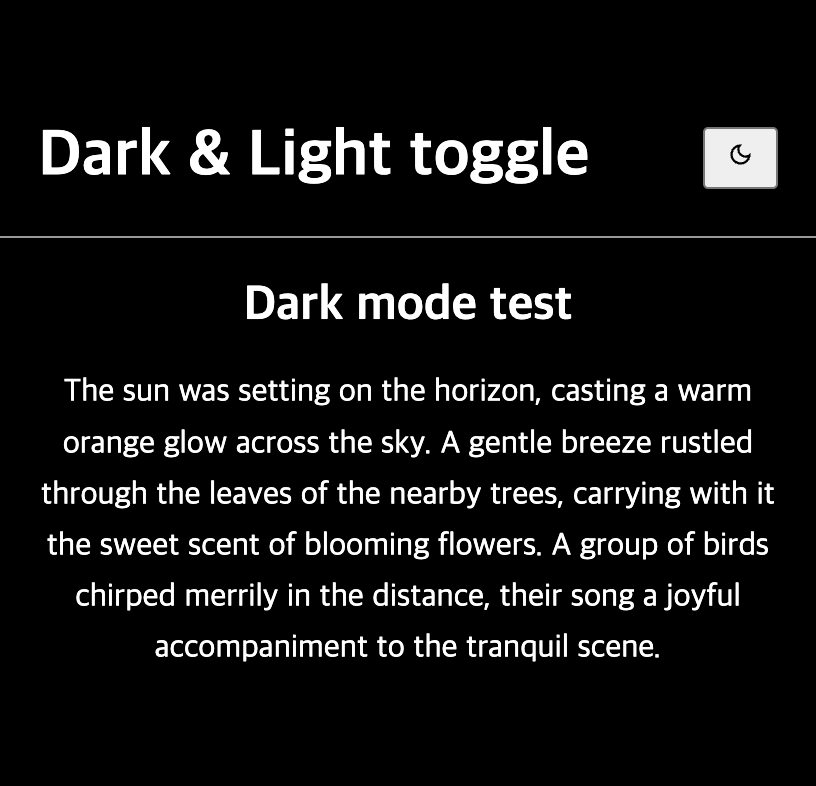 Dark & Light toggle
Dark mode test
The sun was setting on the horizon, casting a warm
orange glow across the sky. A gentle breeze rustled
through the leaves of the nearby trees, carrying with it
the sweet scent of blooming flowers. A group of birds
chirped merrily in the distance, their song a joyful
accompaniment to the tranquil scene.